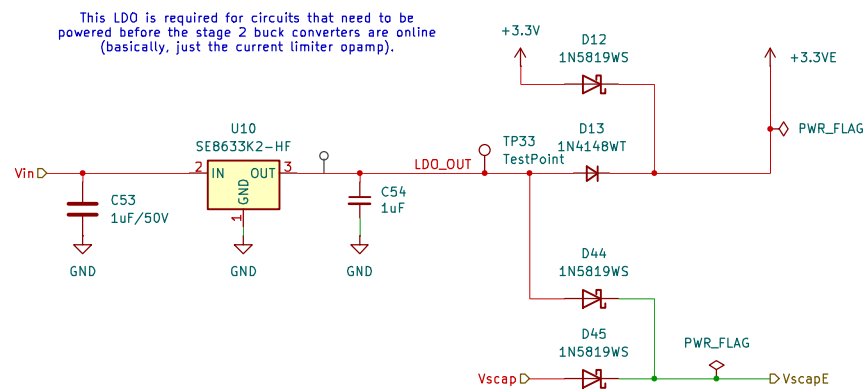 This LDO is required for circuits that need to be
powered before the stage 2 buck converters are online
(basically, just the current limiter opamp).
+3.3V
D12
1N5819WS
+3.3VE
PWR_FLAG
U10
SE8633K2-HF
2 IN OUT 3
GND
1
Vin
C53
1uF/50V
GND
GND
C54
1uF
GND
LDO_OUT
TP33
TestPoint
D13
1N4148WT
D44
1N5819WS
D45
1N5819WS
Vscap
PWR_FLAG
VscapE